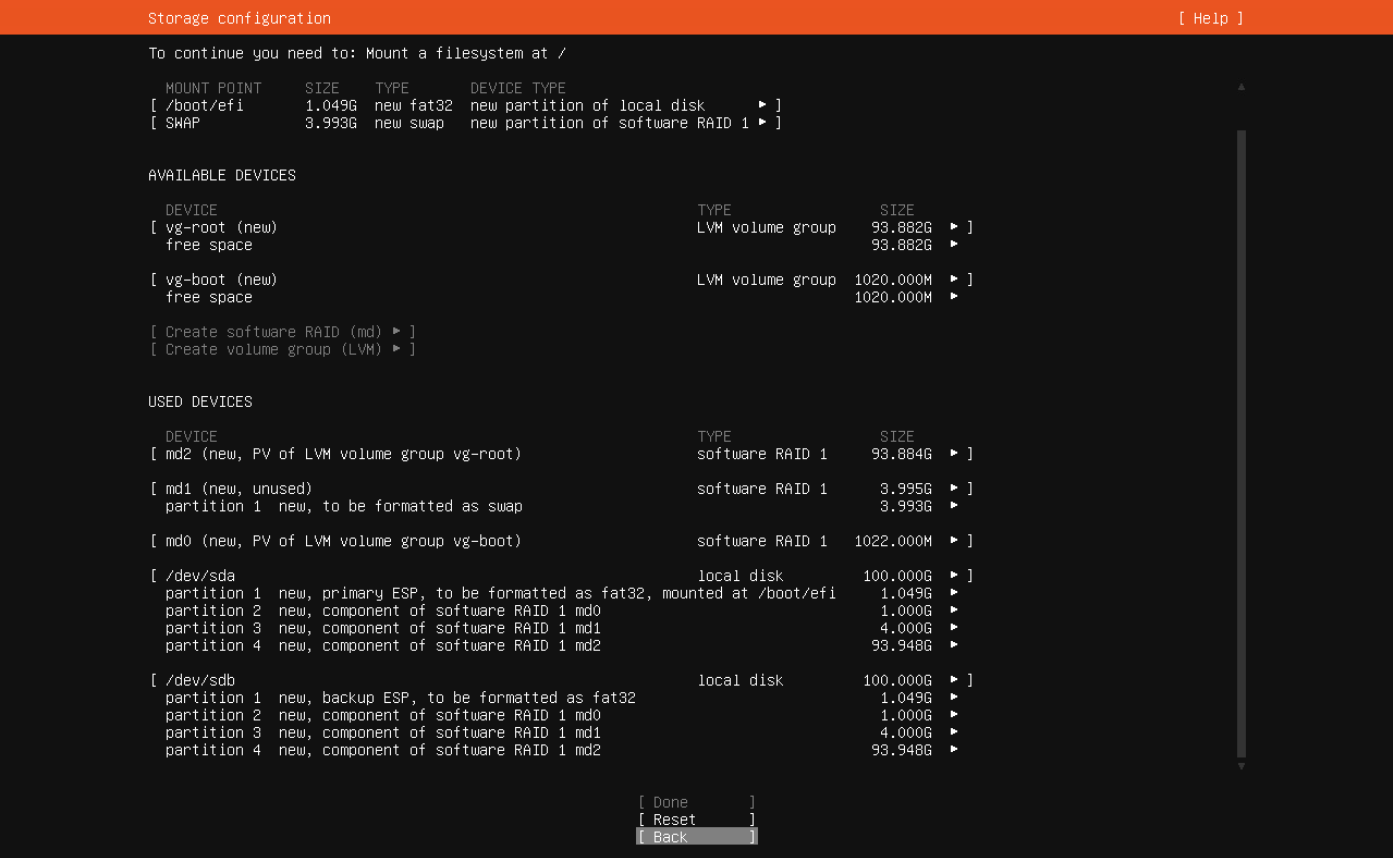 Storage configuration [ Help ]
To continue you need to: Mount a filesystem at /
MOUNT POINT SIZE TYPE DEVICE TYPE
[ /boot/efi 1.049G new fat32 new partition of local disk ▸ ]
[ SWAP 3.993G new swap new partition of software RAID 1 ▸ ]
AVAILABLE DEVICES
DEVICE TYPE SIZE
[ vg-root (new) LVM volume group 93.882G ▸ ]
free space 93.882G ▸
[ vg-boot (new) LVM volume group 1020.000M ▸ ]
free space 1020.000M ▸
[ Create software RAID (md) ▸ ]
[ Create volume group (LVM) ▸ ]
USED DEVICES
DEVICE TYPE SIZE
[ md2 (new, PV of LVM volume group vg-root) software RAID 1 93.884G ▸ ]
[ md1 (new, unused) software RAID 1 3.995G ▸ ]
partition 1 new, to be formatted as swap 3.993G ▸
[ md0 (new, PV of LVM volume group vg-boot) software RAID 1 1022.000M ▸ ]
[ /dev/sda local disk 100.000G ▸ ]
partition 1 new, primary ESP, to be formatted as fat32, mounted at /boot/efi 1.049G ▸
partition 2 new, component of software RAID 1 md0 1.000G ▸
partition 3 new, component of software RAID 1 md1 4.000G ▸
partition 4 new, component of software RAID 1 md2 93.948G ▸
[ /dev/sdb local disk 100.000G ▸ ]
partition 1 new, backup ESP, to be formatted as fat32 1.049G ▸
partition 2 new, component of software RAID 1 md0 1.000G ▸
partition 3 new, component of software RAID 1 md1 4.000G ▸
partition 4 new, component of software RAID 1 md2 93.948G ▸
[ Done ]
[ Reset ]
[ Back ]